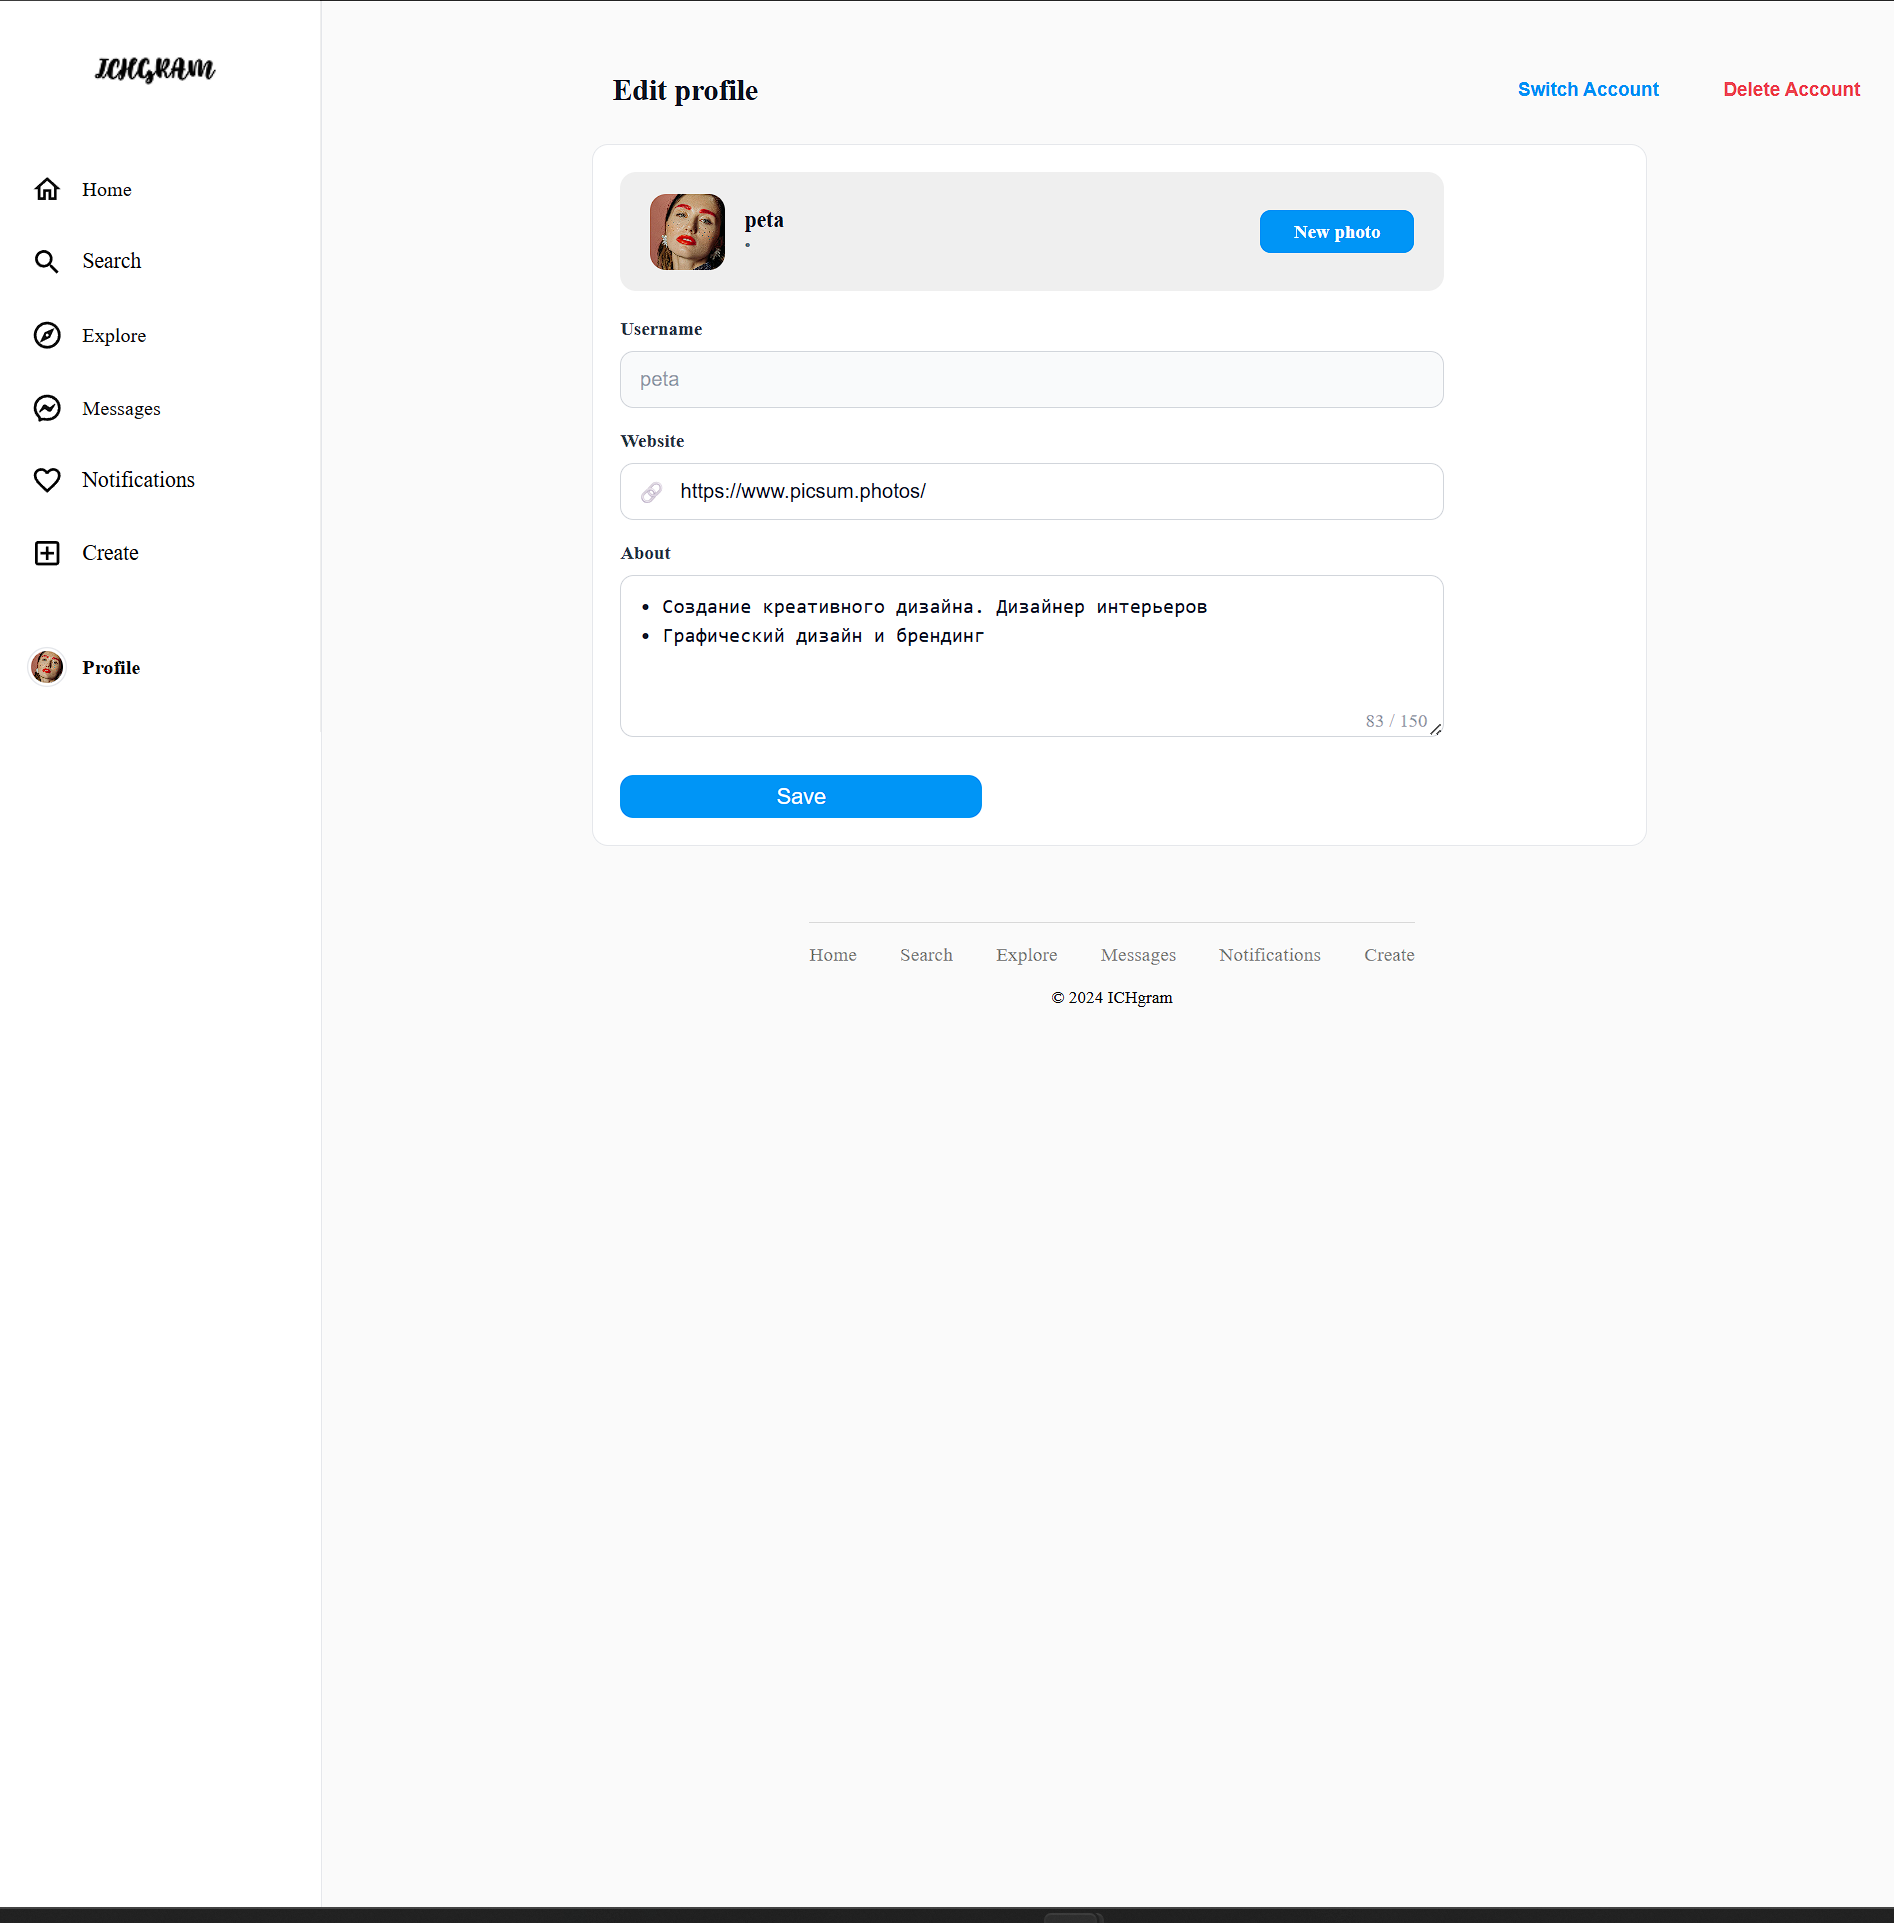 ICHGRAM
Home
Search
Explore
Messages
Notifications
Create
Profile
Edit profile
Switch Account
Delete Account
peta
•
New photo
Username
peta
Website
https://www.picsum.photos/
About
• Создание креативного дизайна. Дизайнер интерьеров
• Графический дизайн и брендинг
83 / 150
Save
Home Search Explore Messages Notifications Create
© 2024 ICHgram